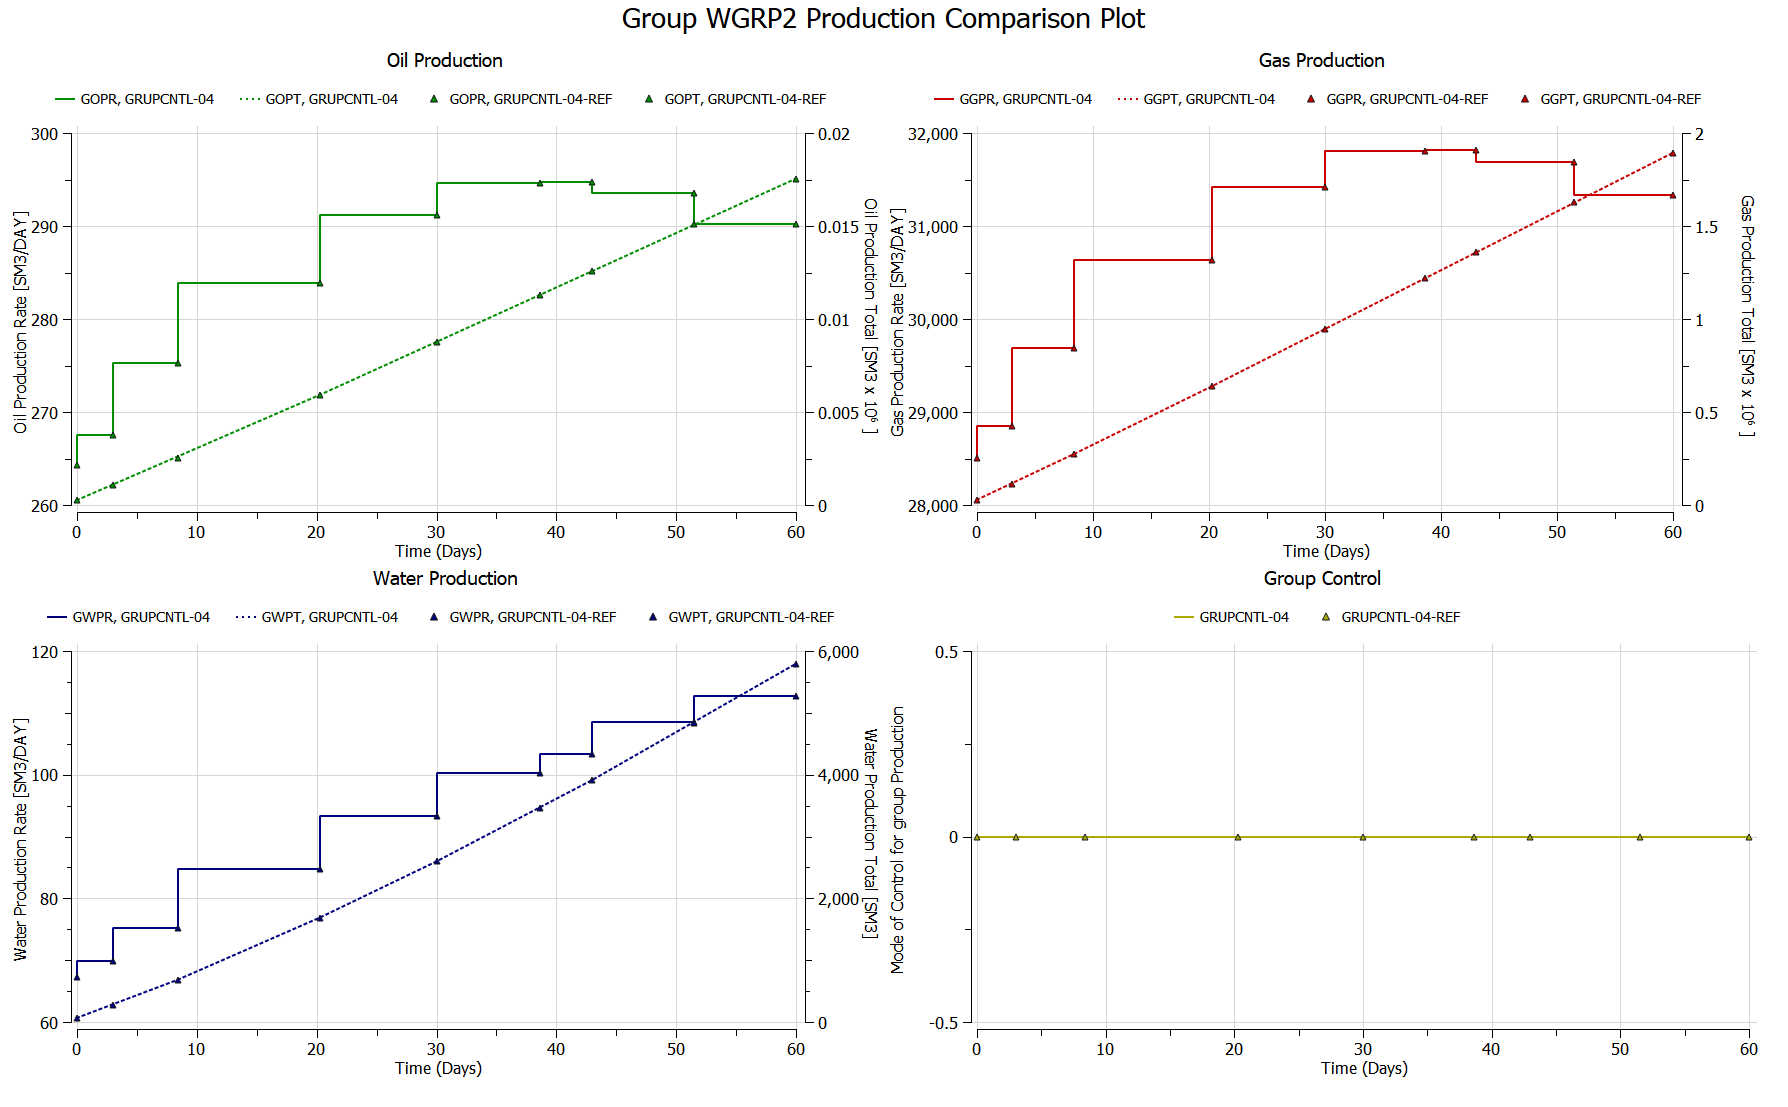 Group WGRP2 Production Comparison Plot
Oil Production
GOPR, GRUPCNTL-04 GOPT, GRUPCNTL-04 GOPR, GRUPCNTL-04-REF GOPT, GRUPCNTL-04-REF
300
290
280
270
260
Oil Production Rate [SM3/DAY]
0.02
0.015
0.01
0.005
0
Oil Production Total [SM3 x 10⁶ ]
0 10 20 30 40 50 60
Time (Days)
Gas Production
GGPR, GRUPCNTL-04 GGPT, GRUPCNTL-04 GGPR, GRUPCNTL-04-REF GGPT, GRUPCNTL-04-REF
32,000
31,000
30,000
29,000
28,000
Gas Production Rate [SM3/DAY]
2
1.5
1
0.5
0
Gas Production Total [SM3 x 10⁶ ]
0 10 20 30 40 50 60
Time (Days)
Water Production
GWPR, GRUPCNTL-04 GWPT, GRUPCNTL-04 GWPR, GRUPCNTL-04-REF GWPT, GRUPCNTL-04-REF
120
100
80
60
Water Production Rate [SM3/DAY]
6,000
4,000
2,000
0
Water Production Total [SM3]
0 10 20 30 40 50 60
Time (Days)
Group Control
GRUPCNTL-04 GRUPCNTL-04-REF
0.5
0
-0.5
Mode of Control for group Production
0 10 20 30 40 50 60
Time (Days)